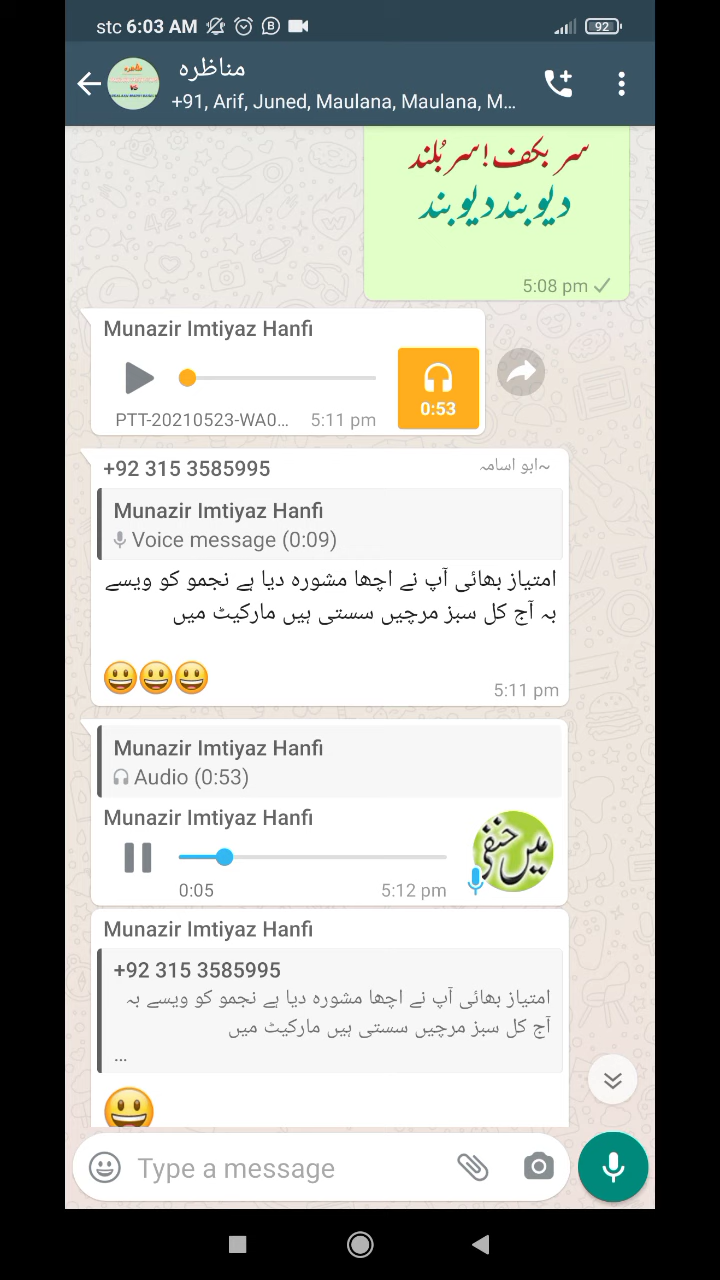 stc 6:03 AM
92
مناظرہ
+91, Arif, Juned, Maulana, Maulana, M...
سر بکف! سر بُلند
دیوبند دیوبند
5:08 pm
Munazir Imtiyaz Hanfi
0:53
PTT-20210523-WA0... 5:11 pm
+92 315 3585995 ~ابو اسامہ
Munazir Imtiyaz Hanfi
Voice message (0:09)
امتیاز بھائی آپ نے اچھا مشورہ دیا ہے نجمو کو ویسے
بہ آج کل سبز مرچیں سستی ہیں مارکیٹ میں
😃😃😃
5:11 pm
Munazir Imtiyaz Hanfi
Audio (0:53)
Munazir Imtiyaz Hanfi
میں حنفی
0:05 5:12 pm
Munazir Imtiyaz Hanfi
+92 315 3585995
امتیاز بھائی آپ نے اچھا مشورہ دیا ہے نجمو کو ویسے بہ
آج کل سبز مرچیں سستی ہیں مارکیٹ میں
...
😃
Type a message